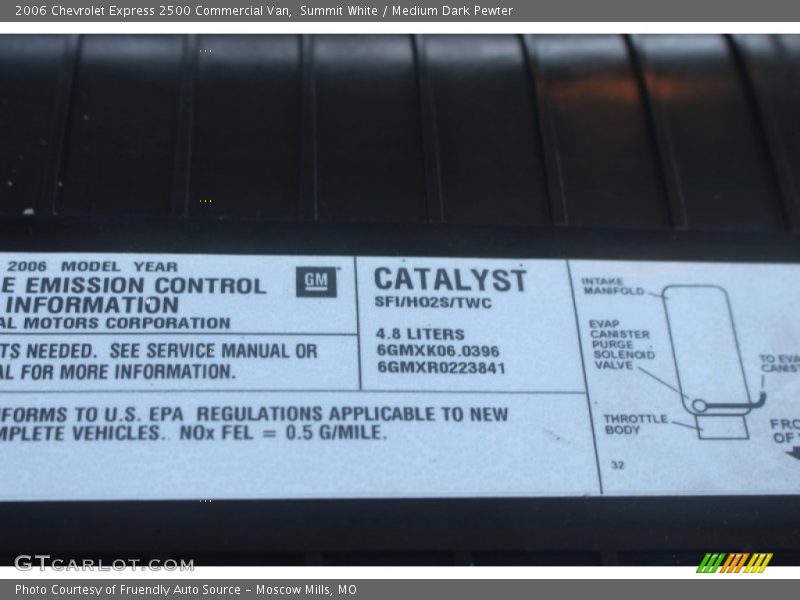 2006 Chevrolet Express 2500 Commercial Van, Summit White / Medium Dark Pewter
2006 MODEL YEAR
E EMISSION CONTROL
INFORMATION
AL MOTORS CORPORATION
GM
TS NEEDED. SEE SERVICE MANUAL OR
AL FOR MORE INFORMATION.
CATALYST
SFI/HO2S/TWC
4.8 LITERS
6GMXK06.0396
6GMXR0223841
FORMS TO U.S. EPA REGULATIONS APPLICABLE TO NEW
MPLETE VEHICLES. NOx FEL = 0.5 G/MILE.
INTAKE
MANIFOLD
EVAP
CANISTER
PURGE
SOLENOID
VALVE
TO EVA
CANIST
THROTTLE
BODY
FRO
OF
32
GTCARLOT.COM
Photo Courtesy of Fruendly Auto Source – Moscow Mills, MO